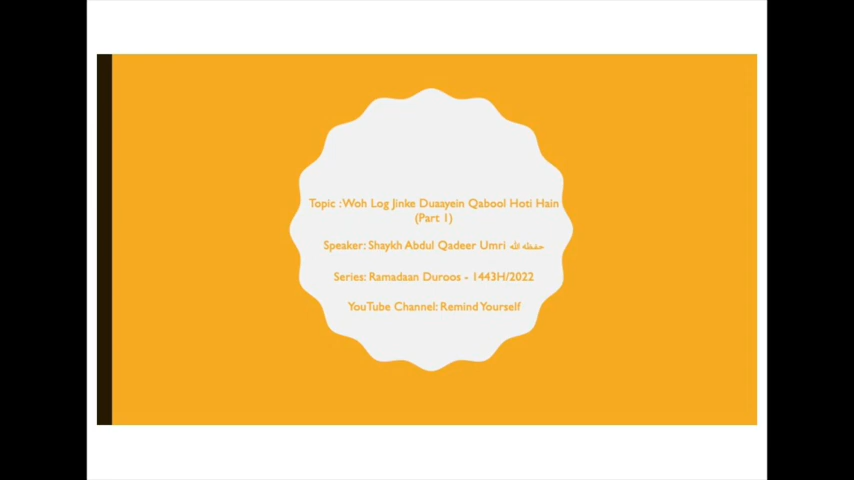 Topic : Woh Log Jinke Duaayein Qabool Hoti Hain
(Part 1)
Speaker: Shaykh Abdul Qadeer Umri حفظه الله
Series: Ramadaan Duroos - 1443H/2022
YouTube Channel: Remind Yourself